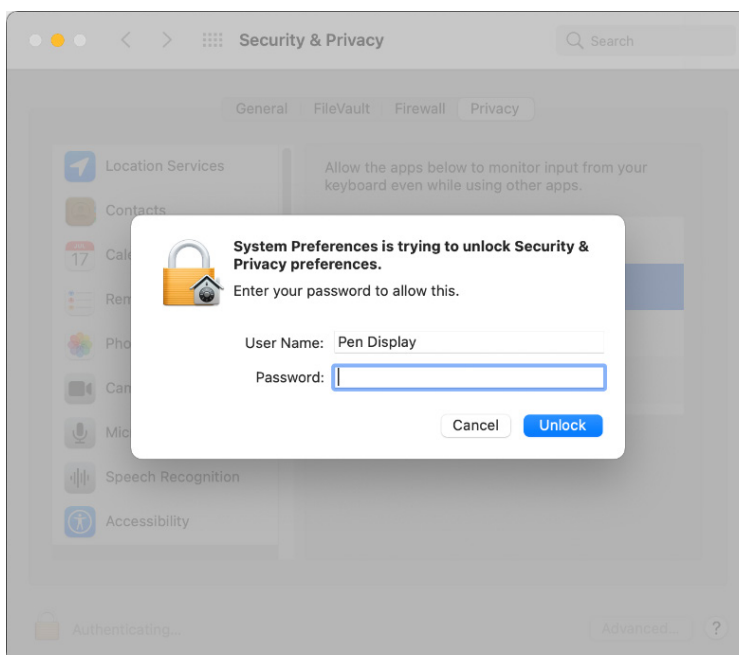 Security & Privacy
Search
General FileVault Firewall Privacy
Location Services
Allow the apps below to monitor input from your
keyboard even while using other apps.
Contacts
17
System Preferences is trying to unlock Security &
Privacy preferences.
Enter your password to allow this.
User Name: Pen Display
Password:
Cancel Unlock
Speech Recognition
Accessibility
Authenticating...
Advanced...
?